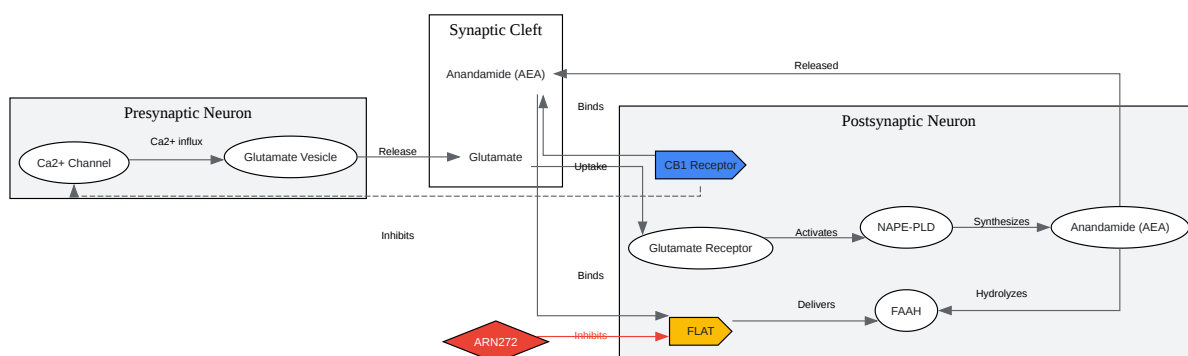 Synaptic Cleft
Anandamide (AEA)
Released
Binds
Presynaptic Neuron
Postsynaptic Neuron
Ca2+ influx
Ca2+ Channel
Glutamate Vesicle
Release
Glutamate
Uptake
CB1 Receptor
Inhibits
Glutamate Receptor
Activates
NAPE-PLD
Synthesizes
Anandamide (AEA)
Binds
Hydrolyzes
Delivers
FAAH
FLAT
Inhibits
ARN272